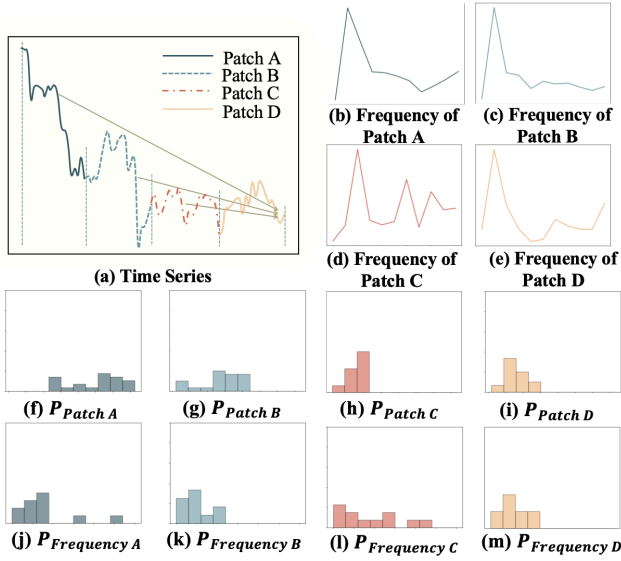 Patch A
Patch B
Patch C
Patch D
(a) Time Series
(b) Frequency of
Patch A
(c) Frequency of
Patch B
(d) Frequency of
Patch C
(e) Frequency of
Patch D
(f) P_Patch A
(g) P_Patch B
(h) P_Patch C
(i) P_Patch D
(j) P_Frequency A
(k) P_Frequency B
(l) P_Frequency C
(m) P_Frequency D